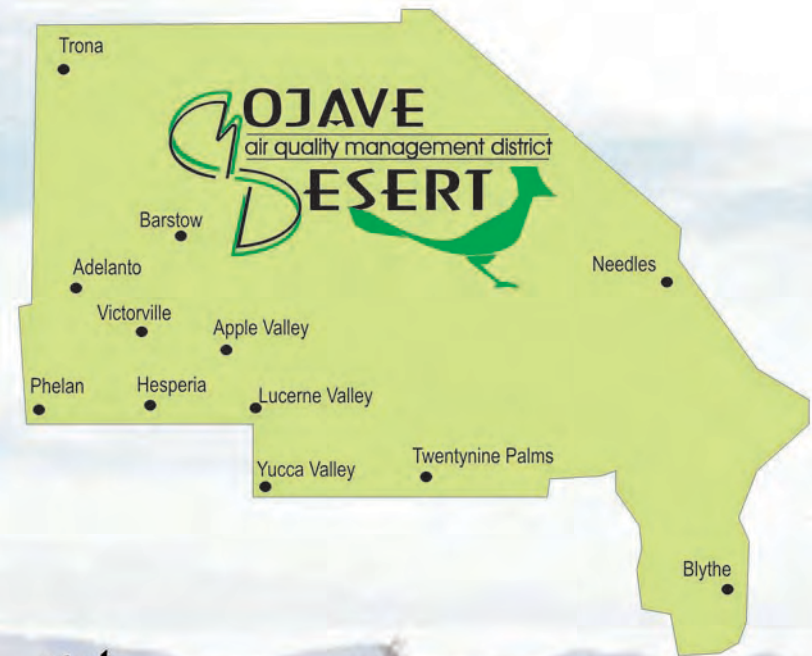 Trona
MOJAVE
air quality management district
DESERT
Barstow
Needles
Adelanto
Victorville
Apple Valley
Phelan
Hesperia
Lucerne Valley
Yucca Valley
Twentynine Palms
Blythe